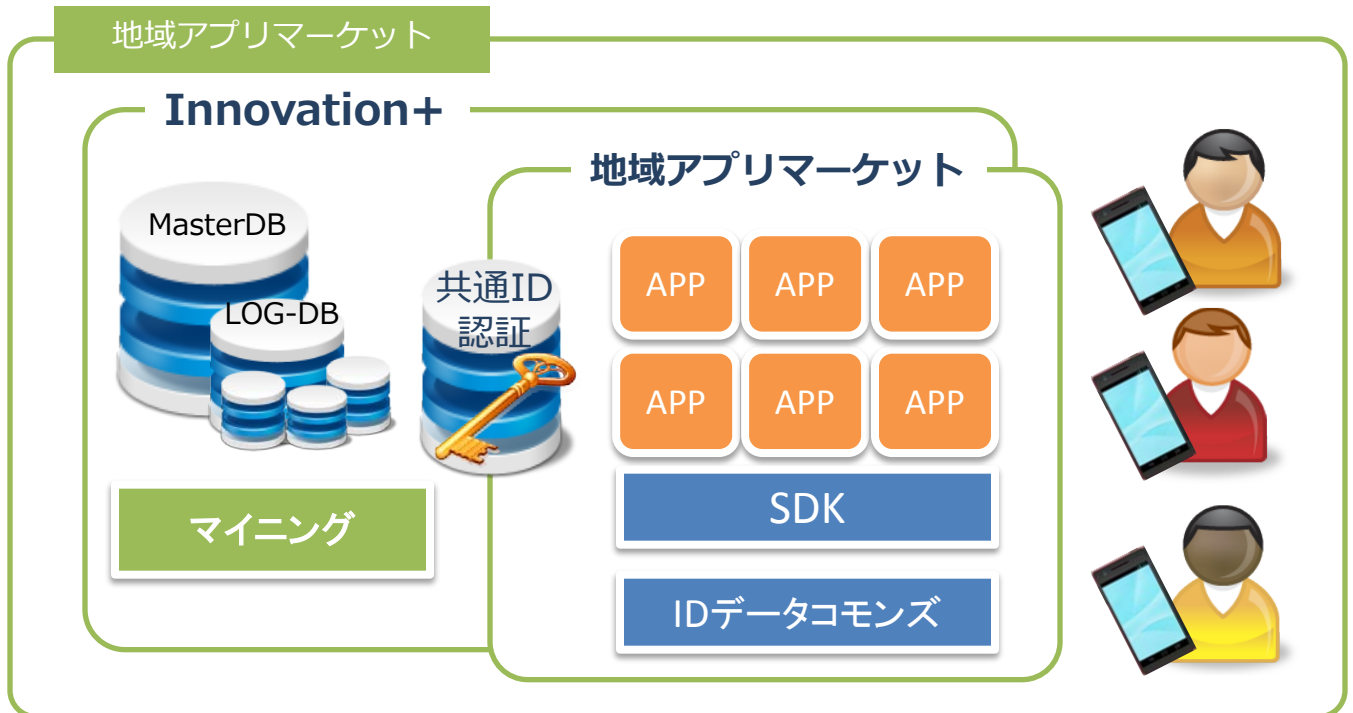 地域アプリマーケット
Innovation+
地域アプリマーケット
MasterDB
LOG-DB
共通ID
認証
マイニング
APP APP APP
APP APP APP
SDK
IDデータコモンズ